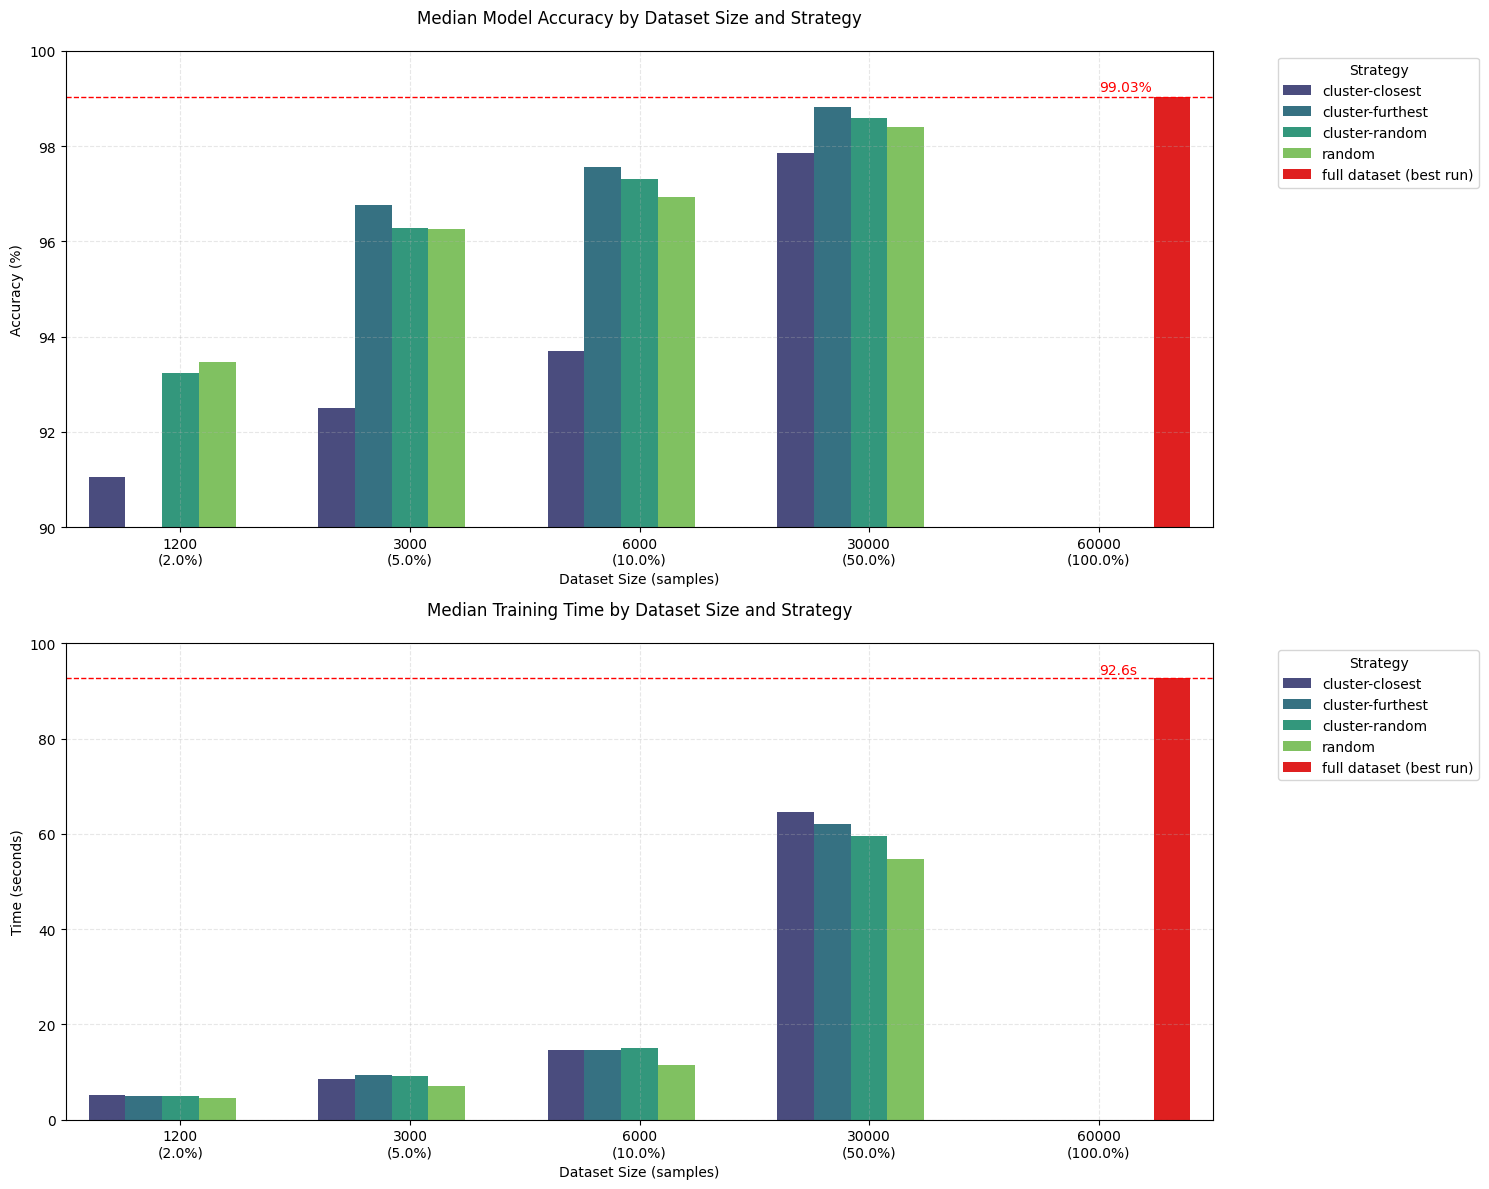 Median Model Accuracy by Dataset Size and Strategy
100
98
96
94
92
90
Accuracy (%)
99.03%
1200
(2.0%)
3000
(5.0%)
6000
(10.0%)
30000
(50.0%)
60000
(100.0%)
Dataset Size (samples)
Strategy
cluster-closest
cluster-furthest
cluster-random
random
full dataset (best run)
Median Training Time by Dataset Size and Strategy
100
80
60
40
20
0
Time (seconds)
92.6s
1200
(2.0%)
3000
(5.0%)
6000
(10.0%)
30000
(50.0%)
60000
(100.0%)
Dataset Size (samples)
Strategy
cluster-closest
cluster-furthest
cluster-random
random
full dataset (best run)